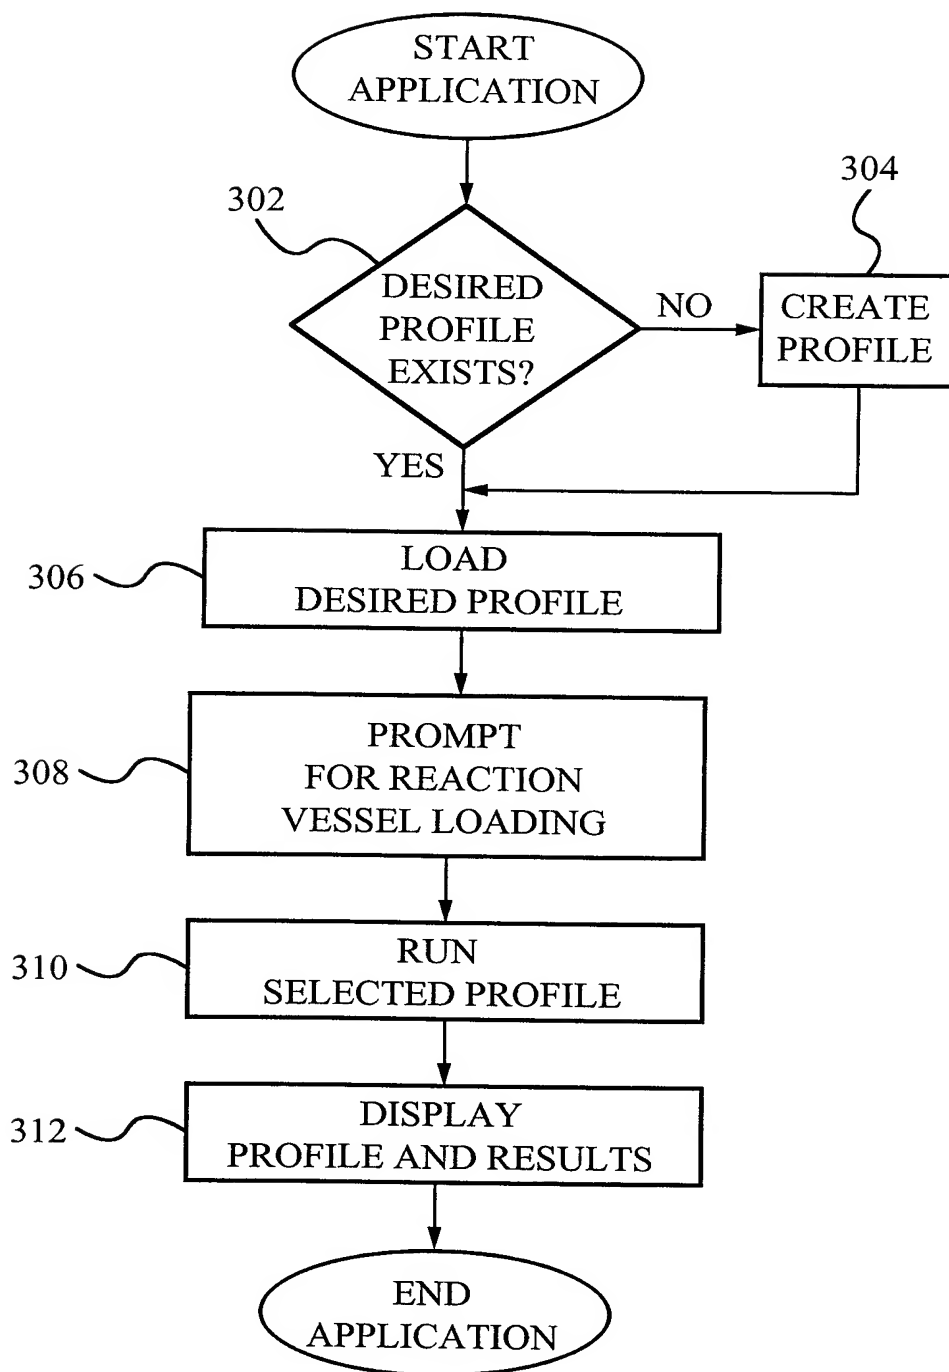 START
APPLICATION
304
302
DESIRED
PROFILE
EXISTS?
NO
CREATE
PROFILE
YES
LOAD
DESIRED PROFILE
306
PROMPT
FOR REACTION
VESSEL LOADING
308
RUN
SELECTED PROFILE
310
DISPLAY
PROFILE AND RESULTS
312
END
APPLICATION